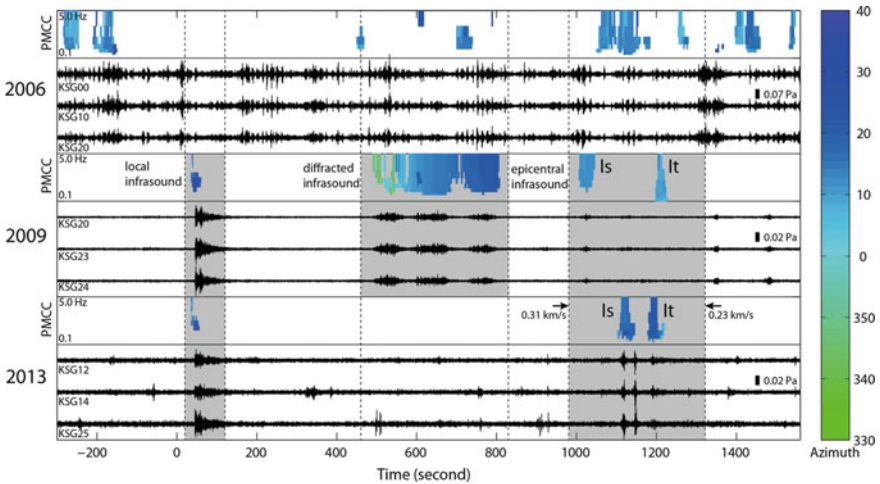 PMCC
5.0 Hz
0.1
2006
KSG00
KSG10
KSG20
0.07 Pa
PMCC
5.0 Hz
0.1
local
infrasound
diffracted
infrasound
epicentral
infrasound
Is
It
2009
KSG20
KSG23
KSG24
0.02 Pa
PMCC
5.0 Hz
0.1
0.31 km/s
Is
It
0.23 km/s
2013
KSG12
KSG14
KSG25
0.02 Pa
−200
0
200
400
600
800
1000
1200
1400
Time (second)
40
30
20
10
0
350
340
330
Azimuth